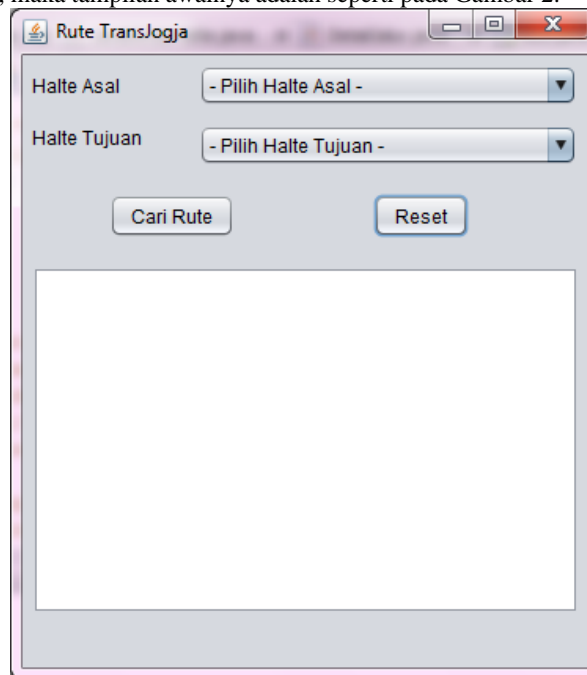 , maka tampilan awalnya adalah seperti pada Gambar 2.
Rute TransJogja
Halte Asal - Pilih Halte Asal -
Halte Tujuan - Pilih Halte Tujuan -
Cari Rute Reset